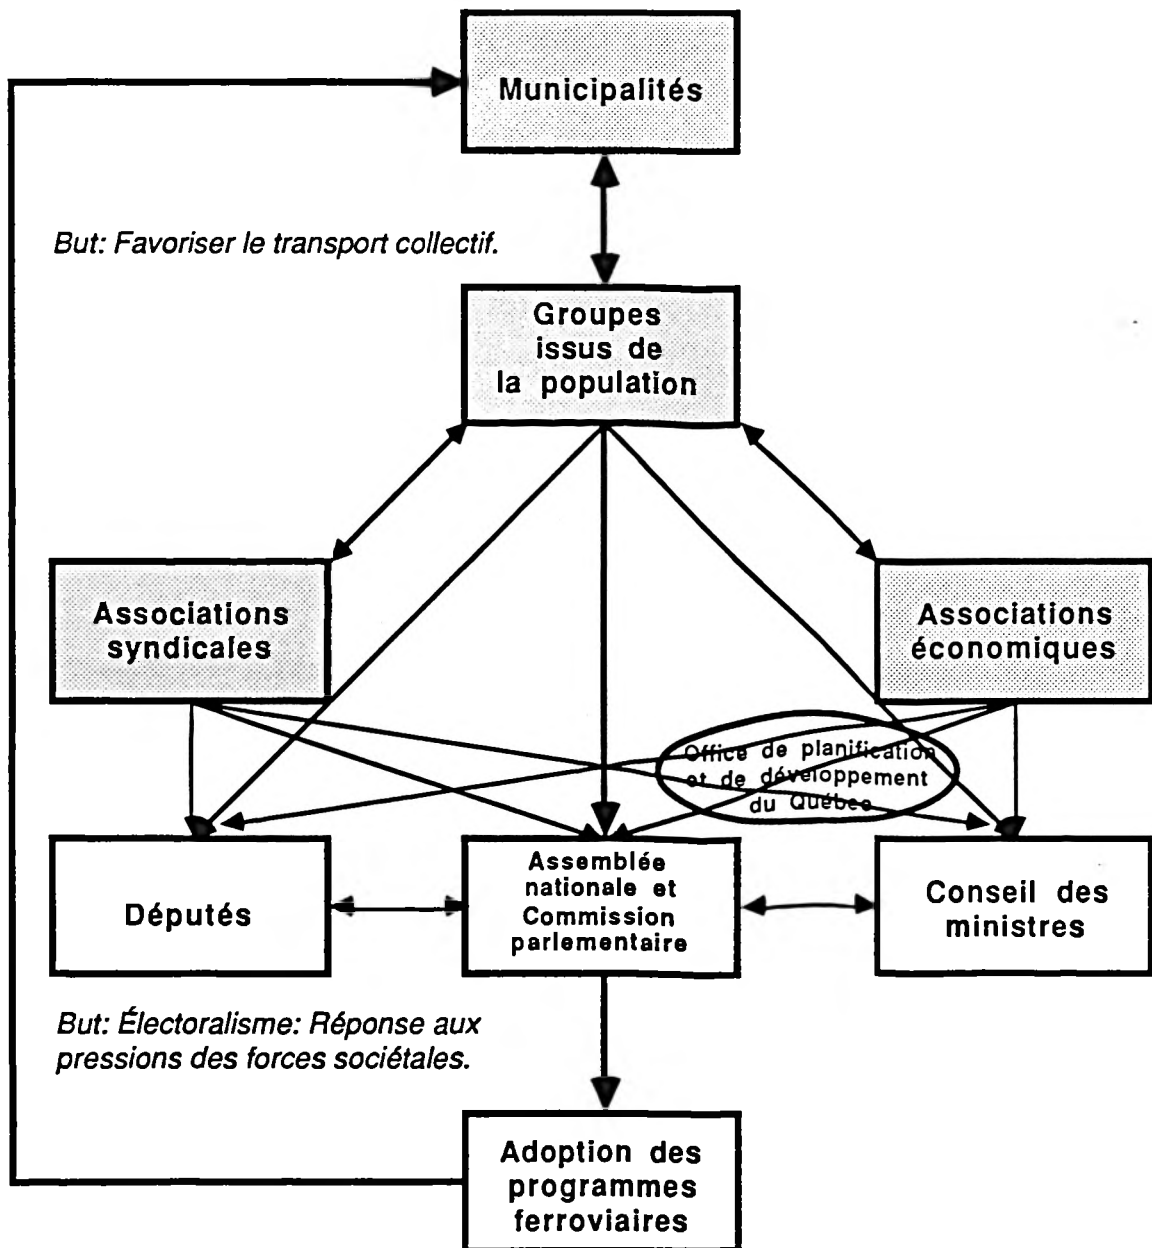 Municipalités
But: Favoriser le transport collectif.
Groupes
issus de
la population
Associations
syndicales
Associations
économiques
Office de planification
et de développement
du Québec
Députés
Assemblée
nationale et
Commission
parlementaire
Conseil des
ministres
But: Électoralisme: Réponse aux
pressions des forces sociétales.
Adoption des
programmes
ferroviaires